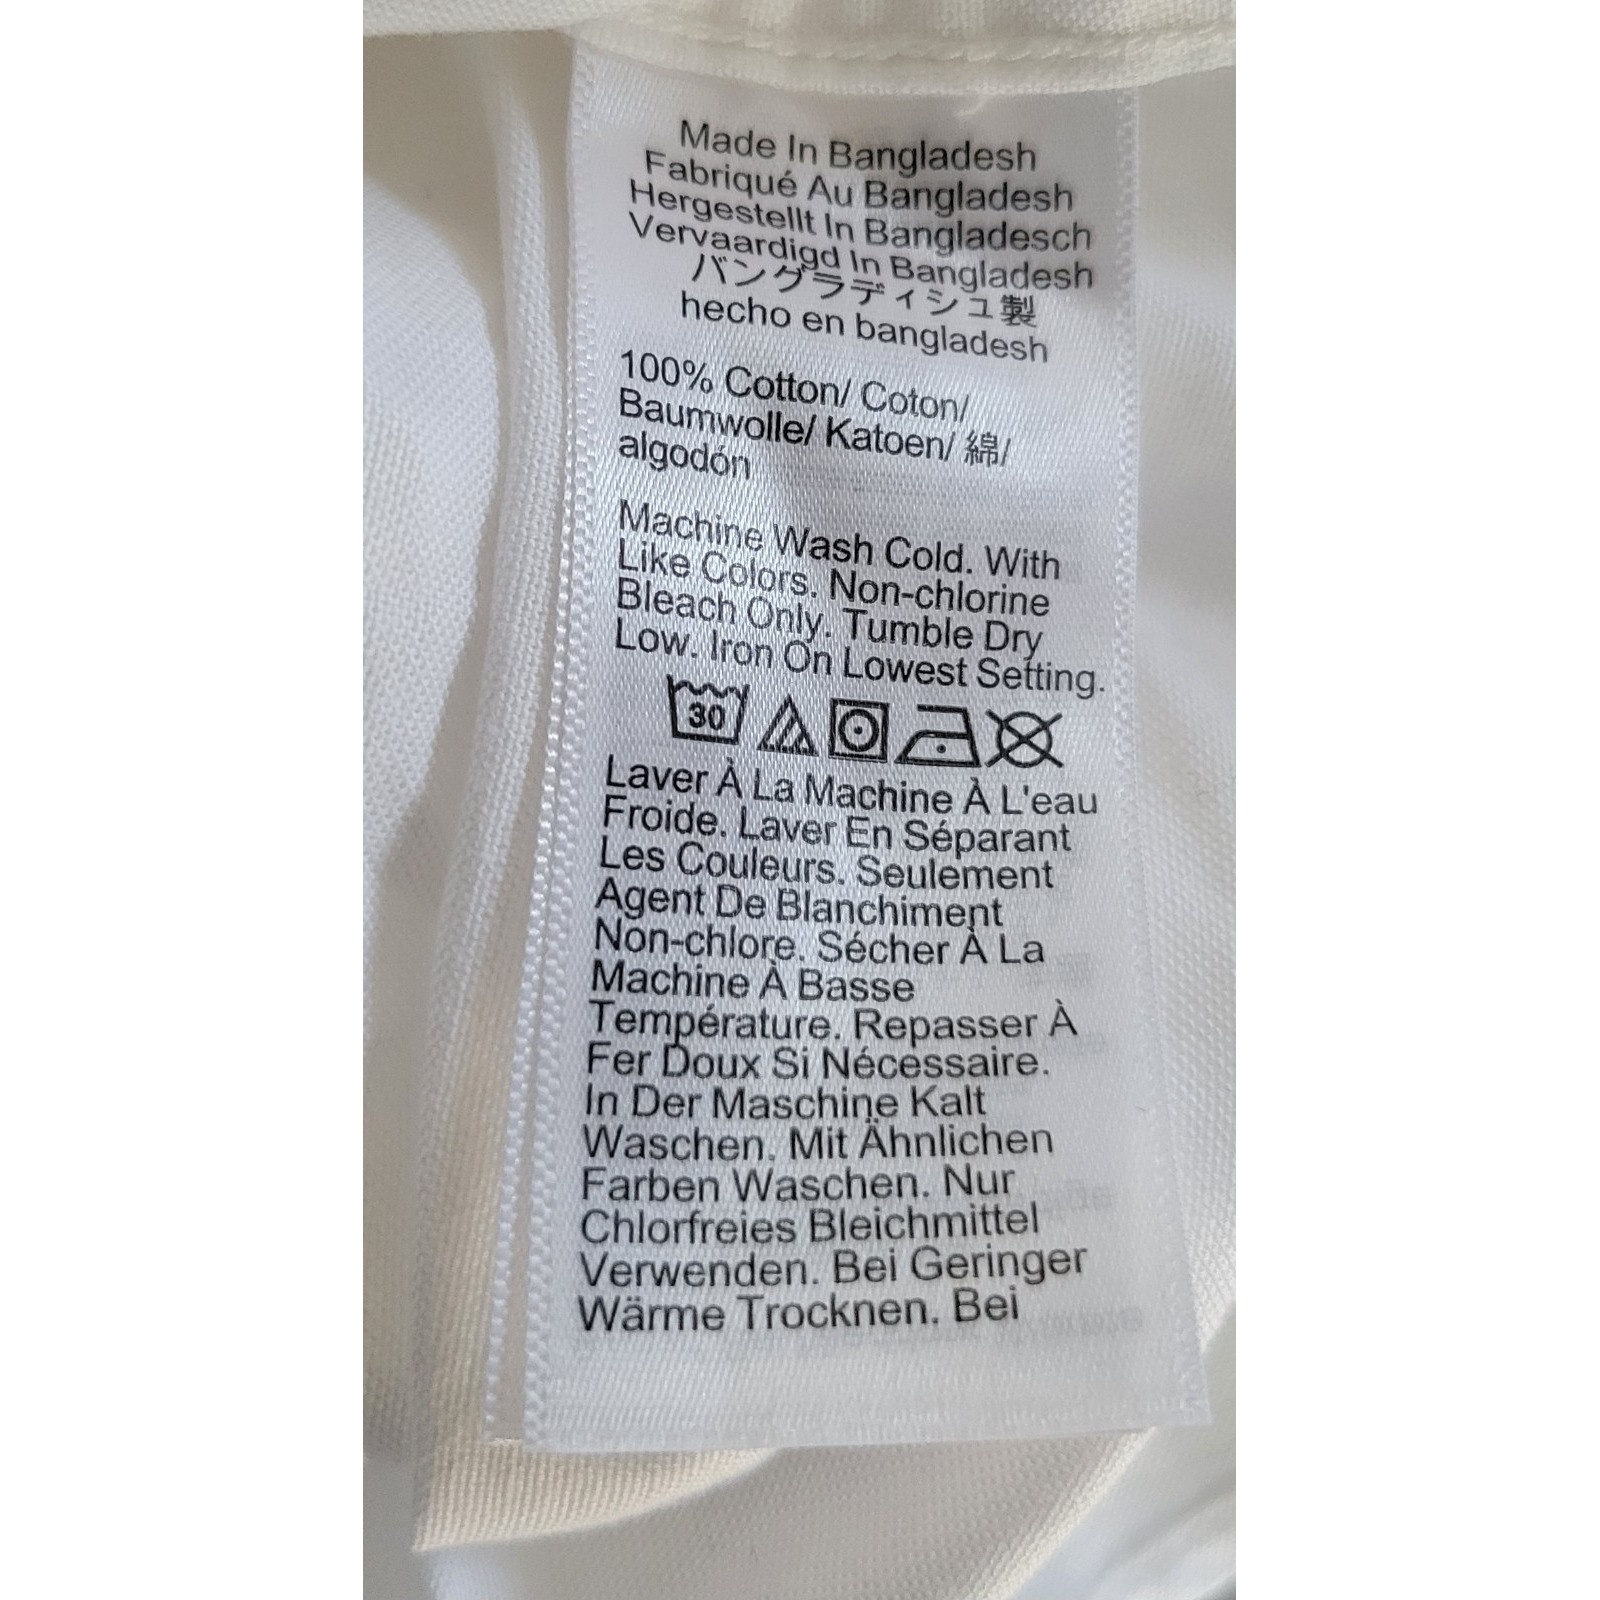 Made In Bangladesh
Fabriqué Au Bangladesh
Hergestellt In Bangladesch
Vervaardigd In Bangladesh
バングラディシュ製
hecho en bangladesh
100% Cotton/ Coton/
Baumwolle/ Katoen/ 綿/
algodón
Machine Wash Cold. With
Like Colors. Non-chlorine
Bleach Only. Tumble Dry
Low. Iron On Lowest Setting.
30
Laver À La Machine À L'eau
Froide. Laver En Séparant
Les Couleurs. Seulement
Agent De Blanchiment
Non-chlore. Sécher À La
Machine À Basse
Température. Repasser À
Fer Doux Si Nécessaire.
In Der Maschine Kalt
Waschen. Mit Ähnlichen
Farben Waschen. Nur
Chlorfreies Bleichmittel
Verwenden. Bei Geringer
Wärme Trocknen. Bei